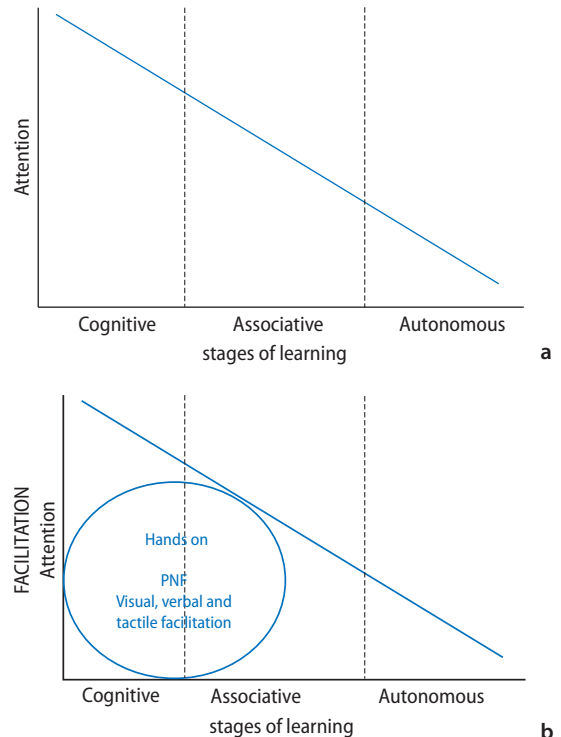 Attention
Cognitive Associative Autonomous
stages of learning
a
FACILITATION
Attention
Hands on
PNF
Visual, verbal and
tactile facilitation
Cognitive Associative Autonomous
stages of learning
b